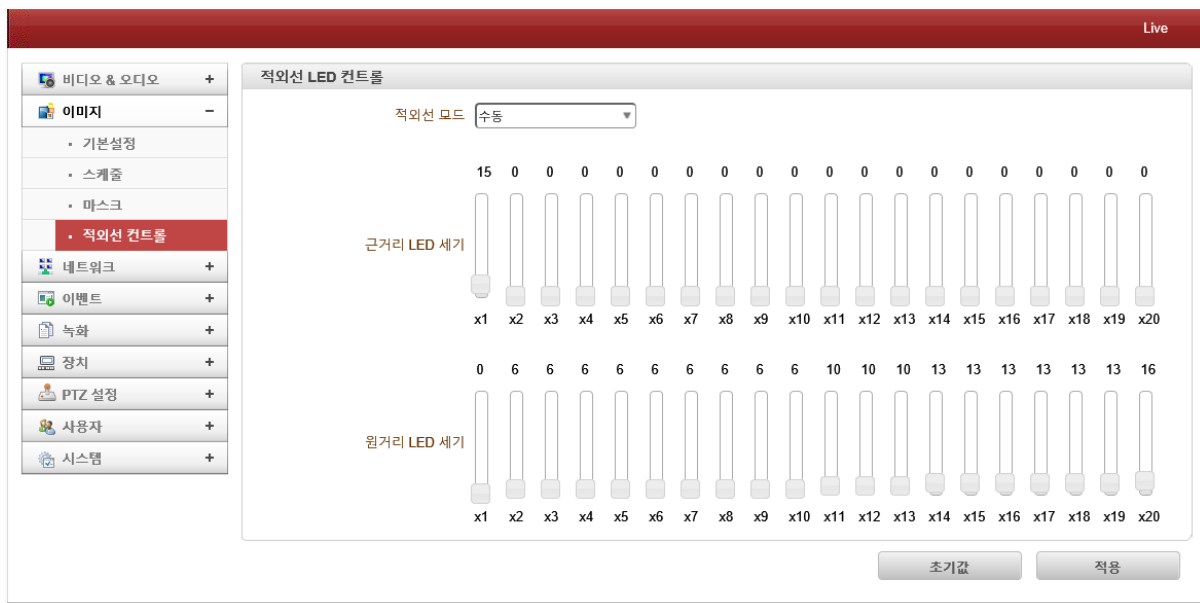 Live
비디오 & 오디오 +
이미지 −
기본설정
스케줄
마스크
적외선 컨트롤
네트워크 +
이벤트 +
녹화 +
장치 +
PTZ 설정 +
사용자 +
시스템 +
적외선 LED 컨트롤
적외선 모드 수동
15 0 0 0 0 0 0 0 0 0 0 0 0 0 0 0 0 0 0 0
근거리 LED 세기
x1 x2 x3 x4 x5 x6 x7 x8 x9 x10 x11 x12 x13 x14 x15 x16 x17 x18 x19 x20
0 6 6 6 6 6 6 6 6 6 10 10 10 13 13 13 13 13 13 16
원거리 LED 세기
x1 x2 x3 x4 x5 x6 x7 x8 x9 x10 x11 x12 x13 x14 x15 x16 x17 x18 x19 x20
초기값 적용